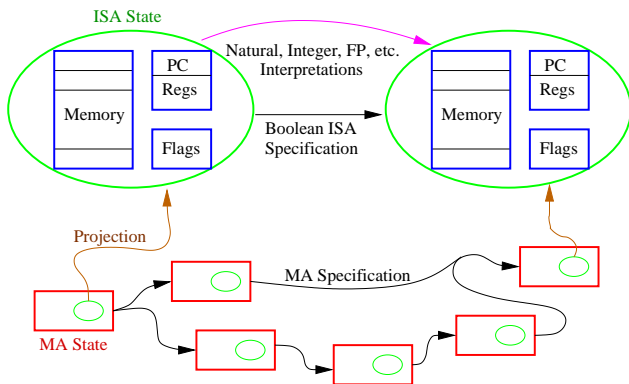 ISA State
Natural, Integer, FP, etc.
Interpretations
PC
Regs
Memory
Flags
Boolean ISA
Specification
PC
Regs
Memory
Flags
Projection
MA Specification
MA State